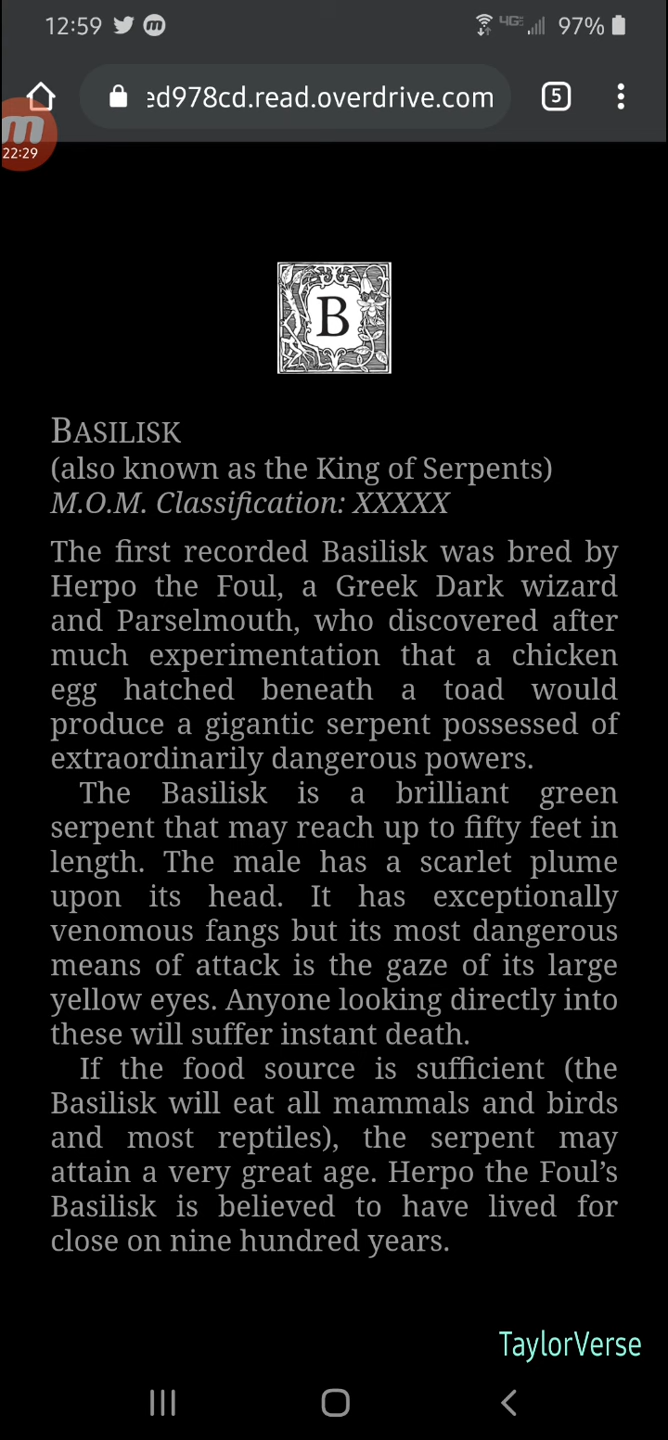 12:59 97%
ed978cd.read.overdrive.com 5
m
22:29
B
BASILISK
(also known as the King of Serpents)
M.O.M. Classification: XXXXX
The first recorded Basilisk was bred by
Herpo the Foul, a Greek Dark wizard
and Parselmouth, who discovered after
much experimentation that a chicken
egg hatched beneath a toad would
produce a gigantic serpent possessed of
extraordinarily dangerous powers.
The Basilisk is a brilliant green
serpent that may reach up to fifty feet in
length. The male has a scarlet plume
upon its head. It has exceptionally
venomous fangs but its most dangerous
means of attack is the gaze of its large
yellow eyes. Anyone looking directly into
these will suffer instant death.
If the food source is sufficient (the
Basilisk will eat all mammals and birds
and most reptiles), the serpent may
attain a very great age. Herpo the Foul’s
Basilisk is believed to have lived for
close on nine hundred years.
TaylorVerse